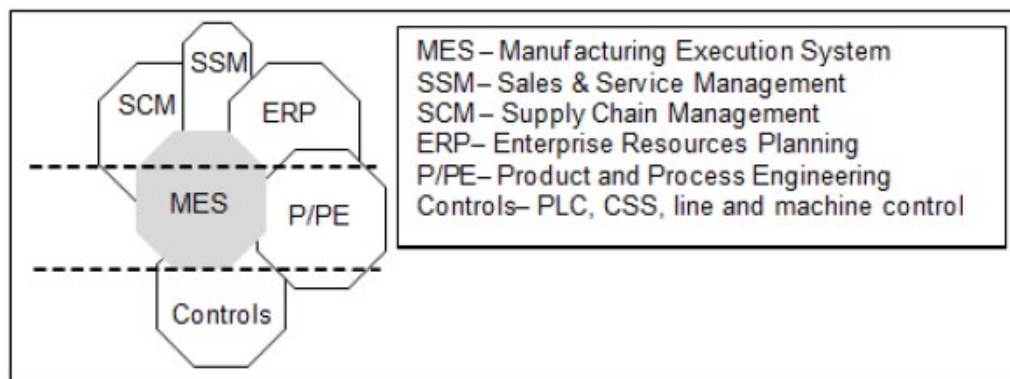 SSM
SCM
ERP
MES
P/PE
Controls
MES – Manufacturing Execution System
SSM– Sales & Service Management
SCM – Supply Chain Management
ERP– Enterprise Resources Planning
P/PE– Product and Process Engineering
Controls– PLC, CSS, line and machine control